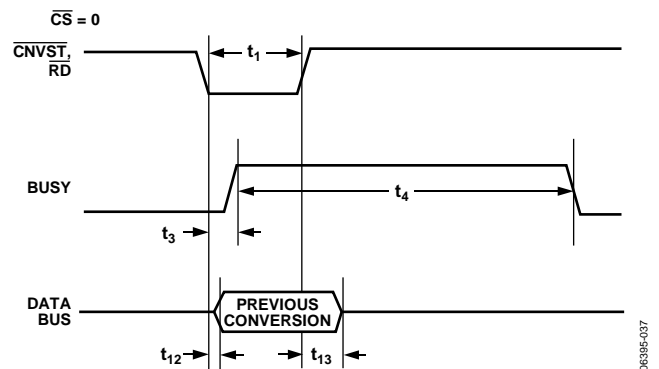 CS = 0
CNVST,
RD
t1
BUSY
t4
t3
DATA
BUS
PREVIOUS
CONVERSION
t12
t13
06395-037